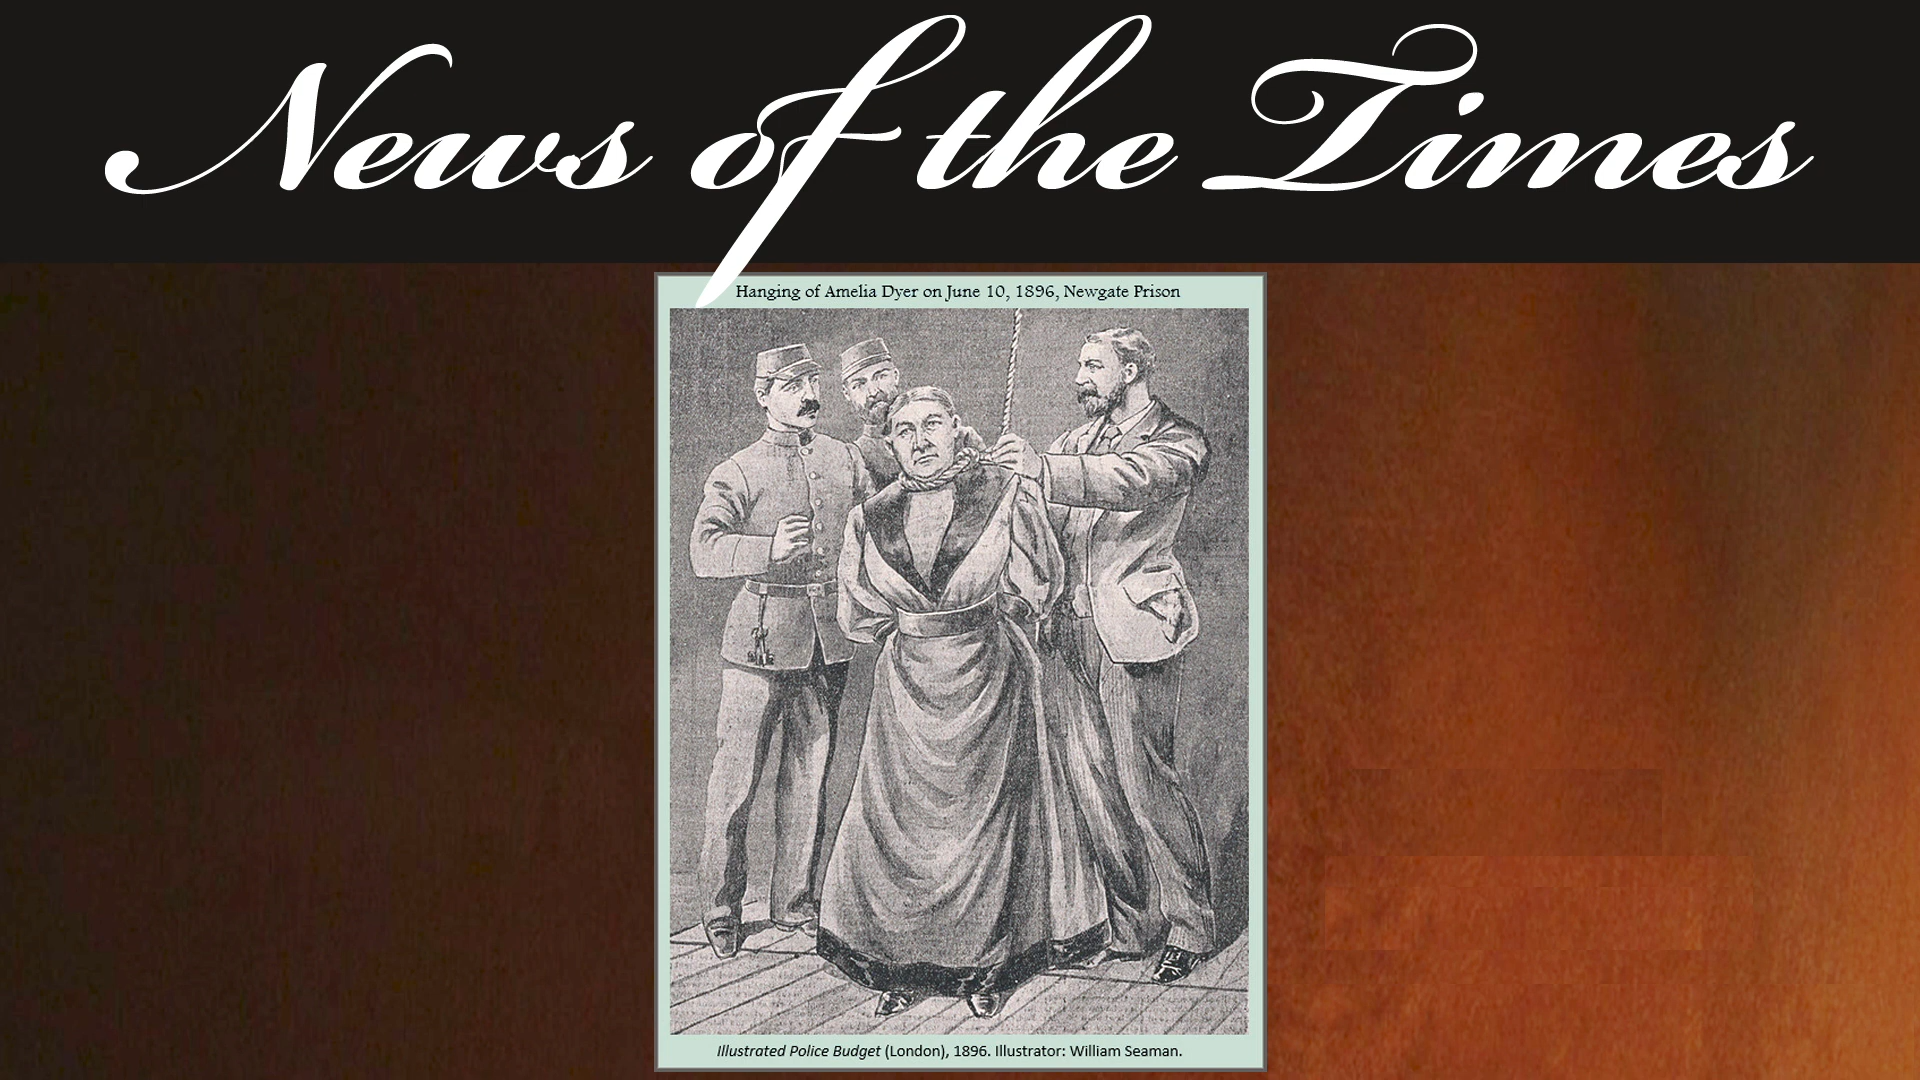 News of the Times
Hanging of Amelia Dyer on June 10, 1896, Newgate Prison
Illustrated Police Budget (London), 1896. Illustrator: William Seaman.